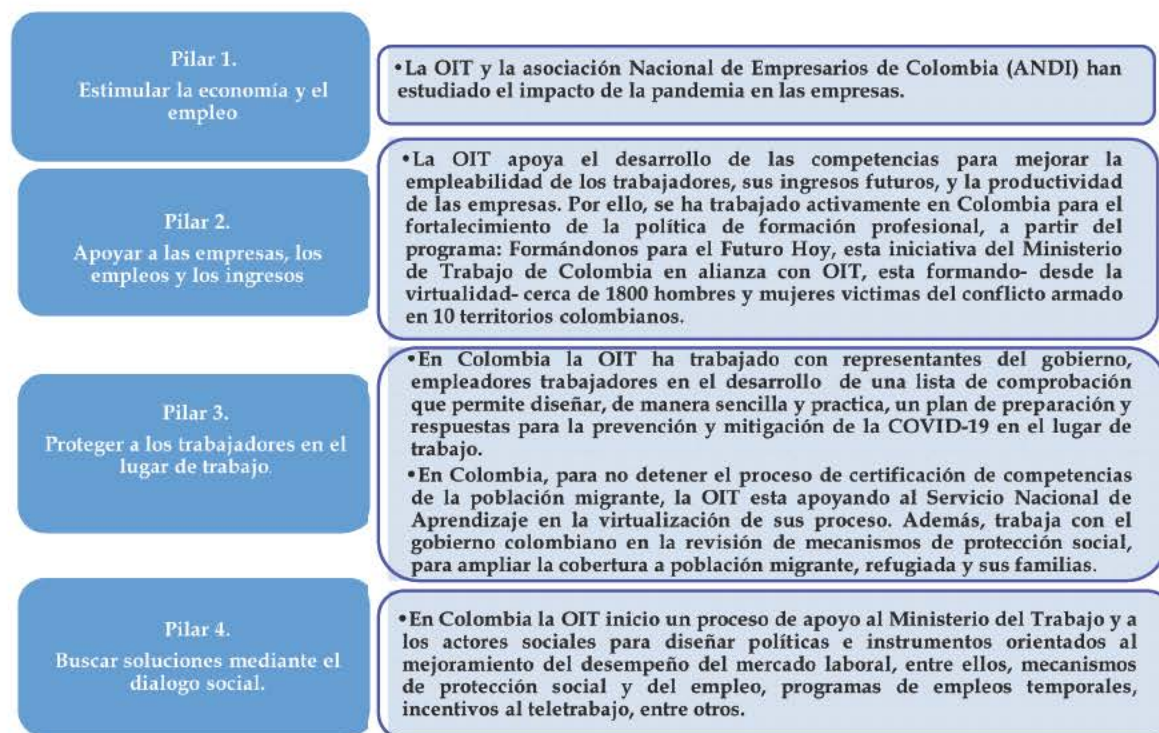 Pilar 1.
Estimular la economía y el
empleo
•La OIT y la asociación Nacional de Empresarios de Colombia (ANDI) han
estudiado el impacto de la pandemia en las empresas.
Pilar 2.
Apoyar a las empresas, los
empleos y los ingresos
•La OIT apoya el desarrollo de las competencias para mejorar la
empleabilidad de los trabajadores, sus ingresos futuros, y la productividad
de las empresas. Por ello, se ha trabajado activamente en Colombia para el
fortalecimiento de la política de formación profesional, a partir del
programa: Formándonos para el Futuro Hoy, esta iniciativa del Ministerio
de Trabajo de Colombia en alianza con OIT, esta formando- desde la
virtualidad- cerca de 1800 hombres y mujeres victimas del conflicto armado
en 10 territorios colombianos.
Pilar 3.
Proteger a los trabajadores en el
lugar de trabajo.
•En Colombia la OIT ha trabajado con representantes del gobierno,
empleadores trabajadores en el desarrollo de una lista de comprobación
que permite diseñar, de manera sencilla y practica, un plan de preparación y
respuestas para la prevención y mitigación de la COVID-19 en el lugar de
trabajo.
•En Colombia, para no detener el proceso de certificación de competencias
de la población migrante, la OIT esta apoyando al Servicio Nacional de
Aprendizaje en la virtualización de sus proceso. Además, trabaja con el
gobierno colombiano en la revisión de mecanismos de protección social,
para ampliar la cobertura a población migrante, refugiada y sus familias.
Pilar 4.
Buscar soluciones mediante el
dialogo social.
•En Colombia la OIT inicio un proceso de apoyo al Ministerio del Trabajo y a
los actores sociales para diseñar políticas e instrumentos orientados al
mejoramiento del desempeño del mercado laboral, entre ellos, mecanismos
de protección social y del empleo, programas de empleos temporales,
incentivos al teletrabajo, entre otros.